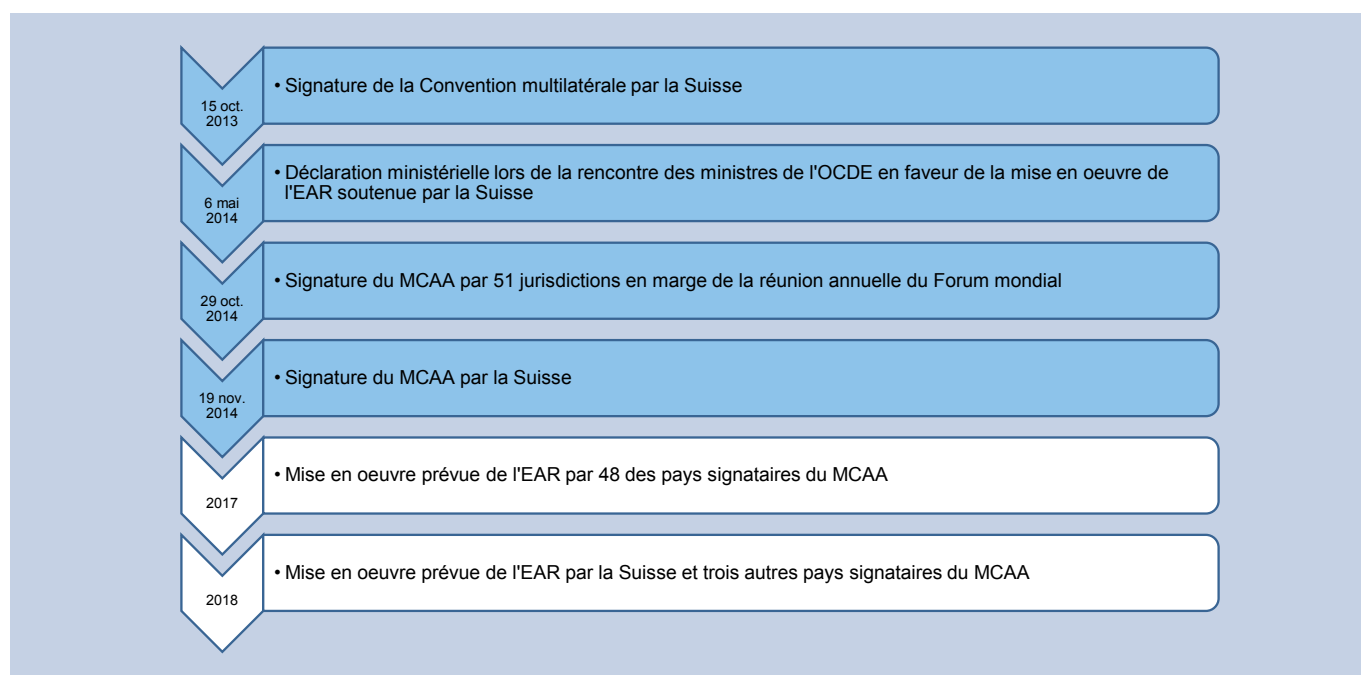 15 oct.
2013
• Signature de la Convention multilatérale par la Suisse
6 mai
2014
• Déclaration ministérielle lors de la rencontre des ministres de l'OCDE en faveur de la mise en oeuvre de
l'EAR soutenue par la Suisse
29 oct.
2014
• Signature du MCAA par 51 jurisdictions en marge de la réunion annuelle du Forum mondial
19 nov.
2014
• Signature du MCAA par la Suisse
2017
• Mise en oeuvre prévue de l'EAR par 48 des pays signataires du MCAA
2018
• Mise en oeuvre prévue de l'EAR par la Suisse et trois autres pays signataires du MCAA